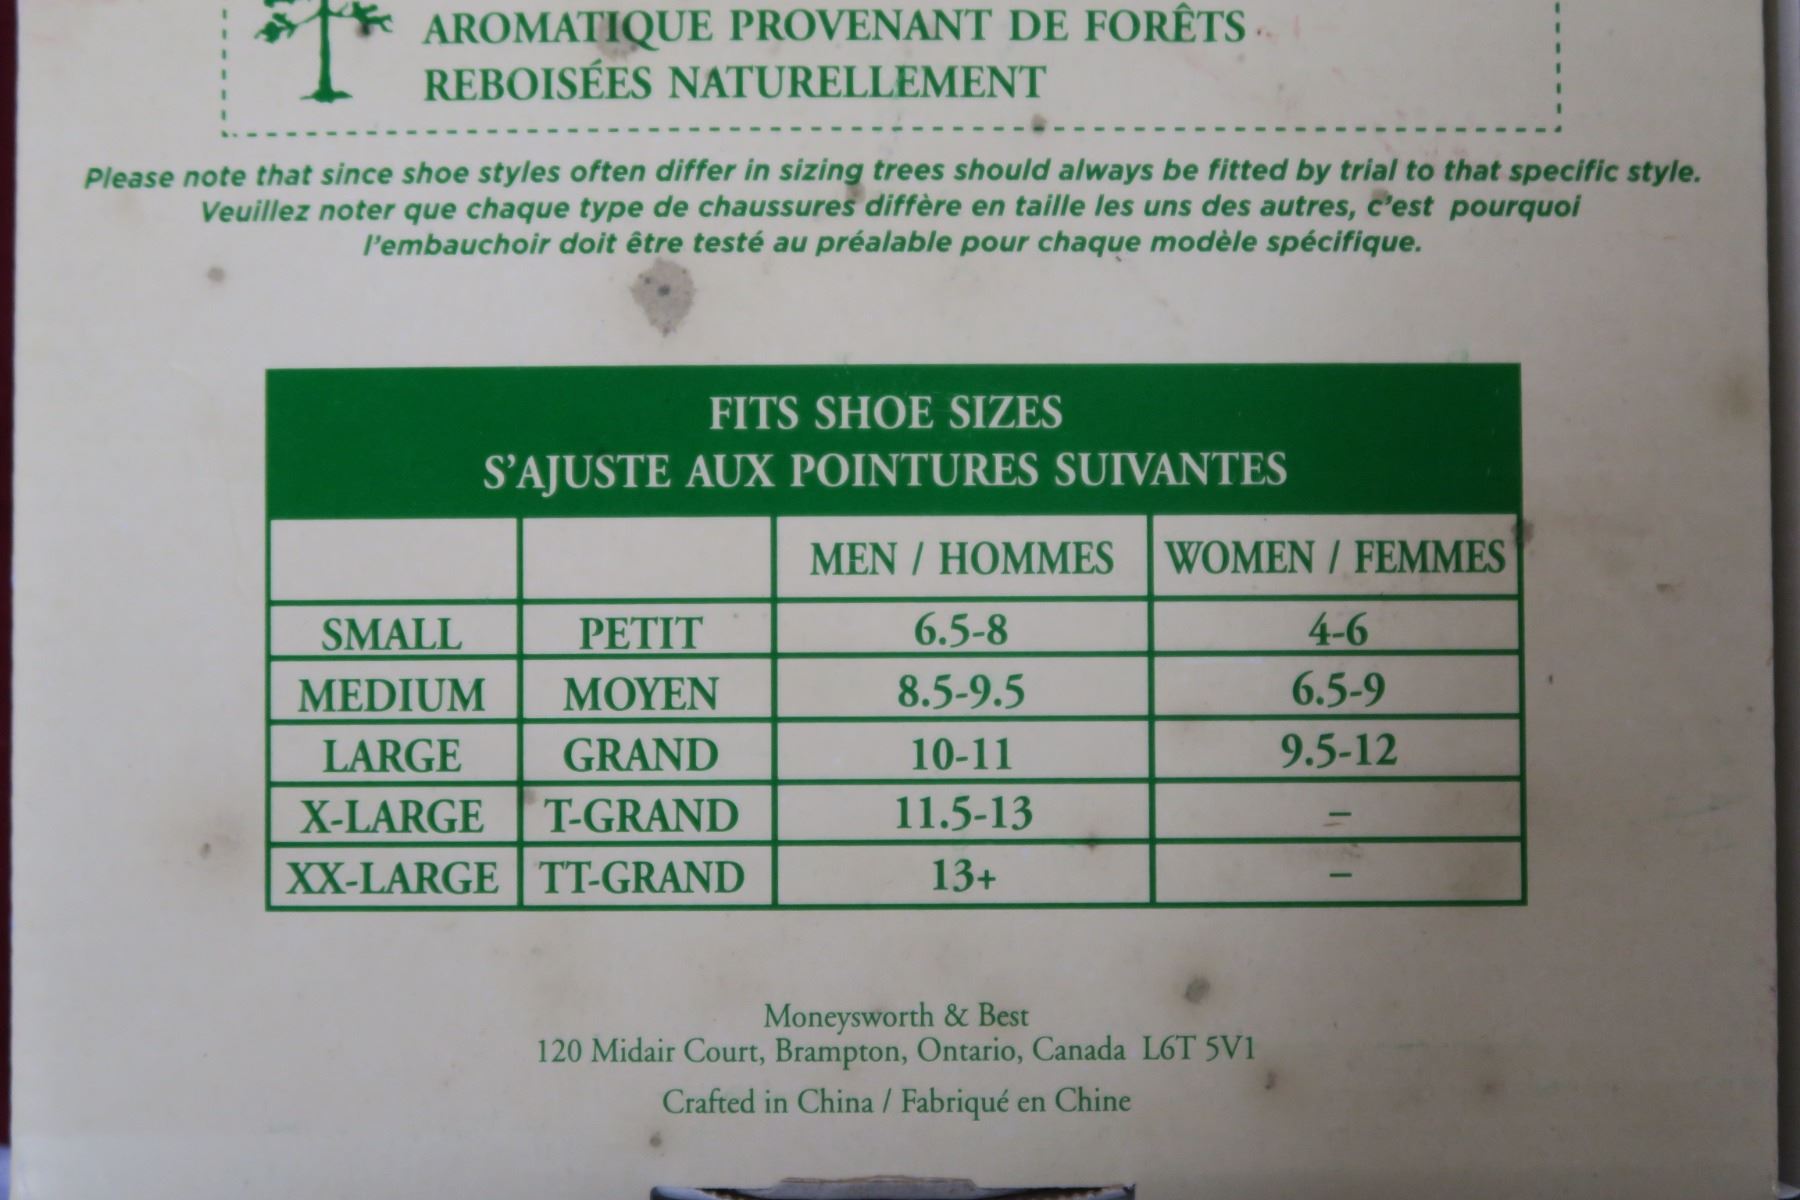 AROMATIQUE PROVENANT DE FORÊTS
REBOISÉES NATURELLEMENT
Please note that since shoe styles often differ in sizing trees should always be fitted by trial to that specific style.
Veuillez noter que chaque type de chaussures diffère en taille les uns des autres, c'est pourquoi
l'embauchoir doit être testé au préalable pour chaque modèle spécifique.
FITS SHOE SIZES
S'AJUSTE AUX POINTURES SUIVANTES
MEN / HOMMES WOMEN / FEMMES
SMALL PETIT 6.5-8 4-6
MEDIUM MOYEN 8.5-9.5 6.5-9
LARGE GRAND 10-11 9.5-12
X-LARGE T-GRAND 11.5-13 –
XX-LARGE TT-GRAND 13+ –
Moneysworth & Best
120 Midair Court, Brampton, Ontario, Canada L6T 5V1
Crafted in China / Fabriqué en Chine